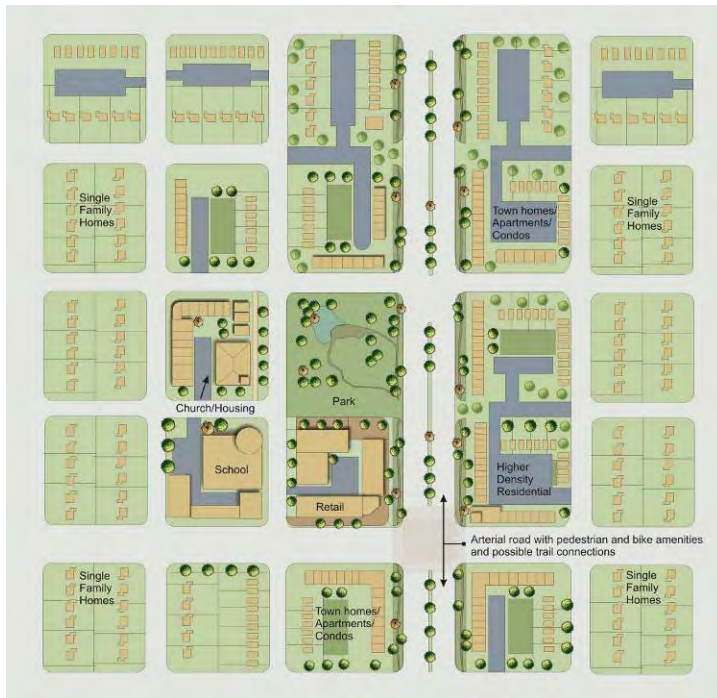 Single
Family
Homes
Town homes/
Apartments/
Condos
Single
Family
Homes
Church/Housing
Park
School
Retail
Higher
Density
Residential
Arterial road with pedestrian and bike amenities
and possible trail connections
Single
Family
Homes
Town homes/
Apartments/
Condos
Single
Family
Homes